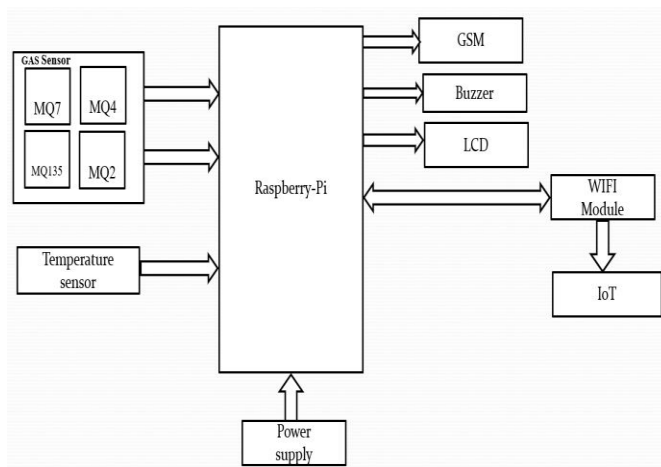 GAS Sensor
MQ7
MQ4
MQ135
MQ2
Temperature
sensor
Raspberry-Pi
Power
supply
GSM
Buzzer
LCD
WIFI
Module
IoT